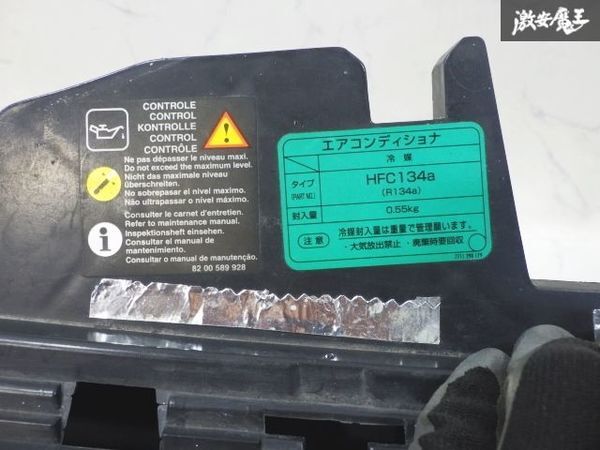 激安魔王
CONTROLE
CONTROL
KONTROLLE
CONTROL
CONTRÔLE
Ne pas dépasser le niveau maxi.
Do not exceed the maximum level.
Nicht das maximale niveau
überschreiten.
No sobrepasar el nivel maximo.
Não ultrapassar o nível máximo.
Consulter le carnet d'entretien.
Refer to maintenance manual.
Inspektionsheft einsehen.
Consultar el manual de
mantenimiento.
Consultar o manual de manutenção.
82 00 589 928
エアコンディショナ
冷媒
タイプ
(PART NO.)
HFC134a
(R134a)
封入量
0.55kg
注意
冷媒封入量は重量で管理願います。
・大気放出禁止 ・廃棄時要回収